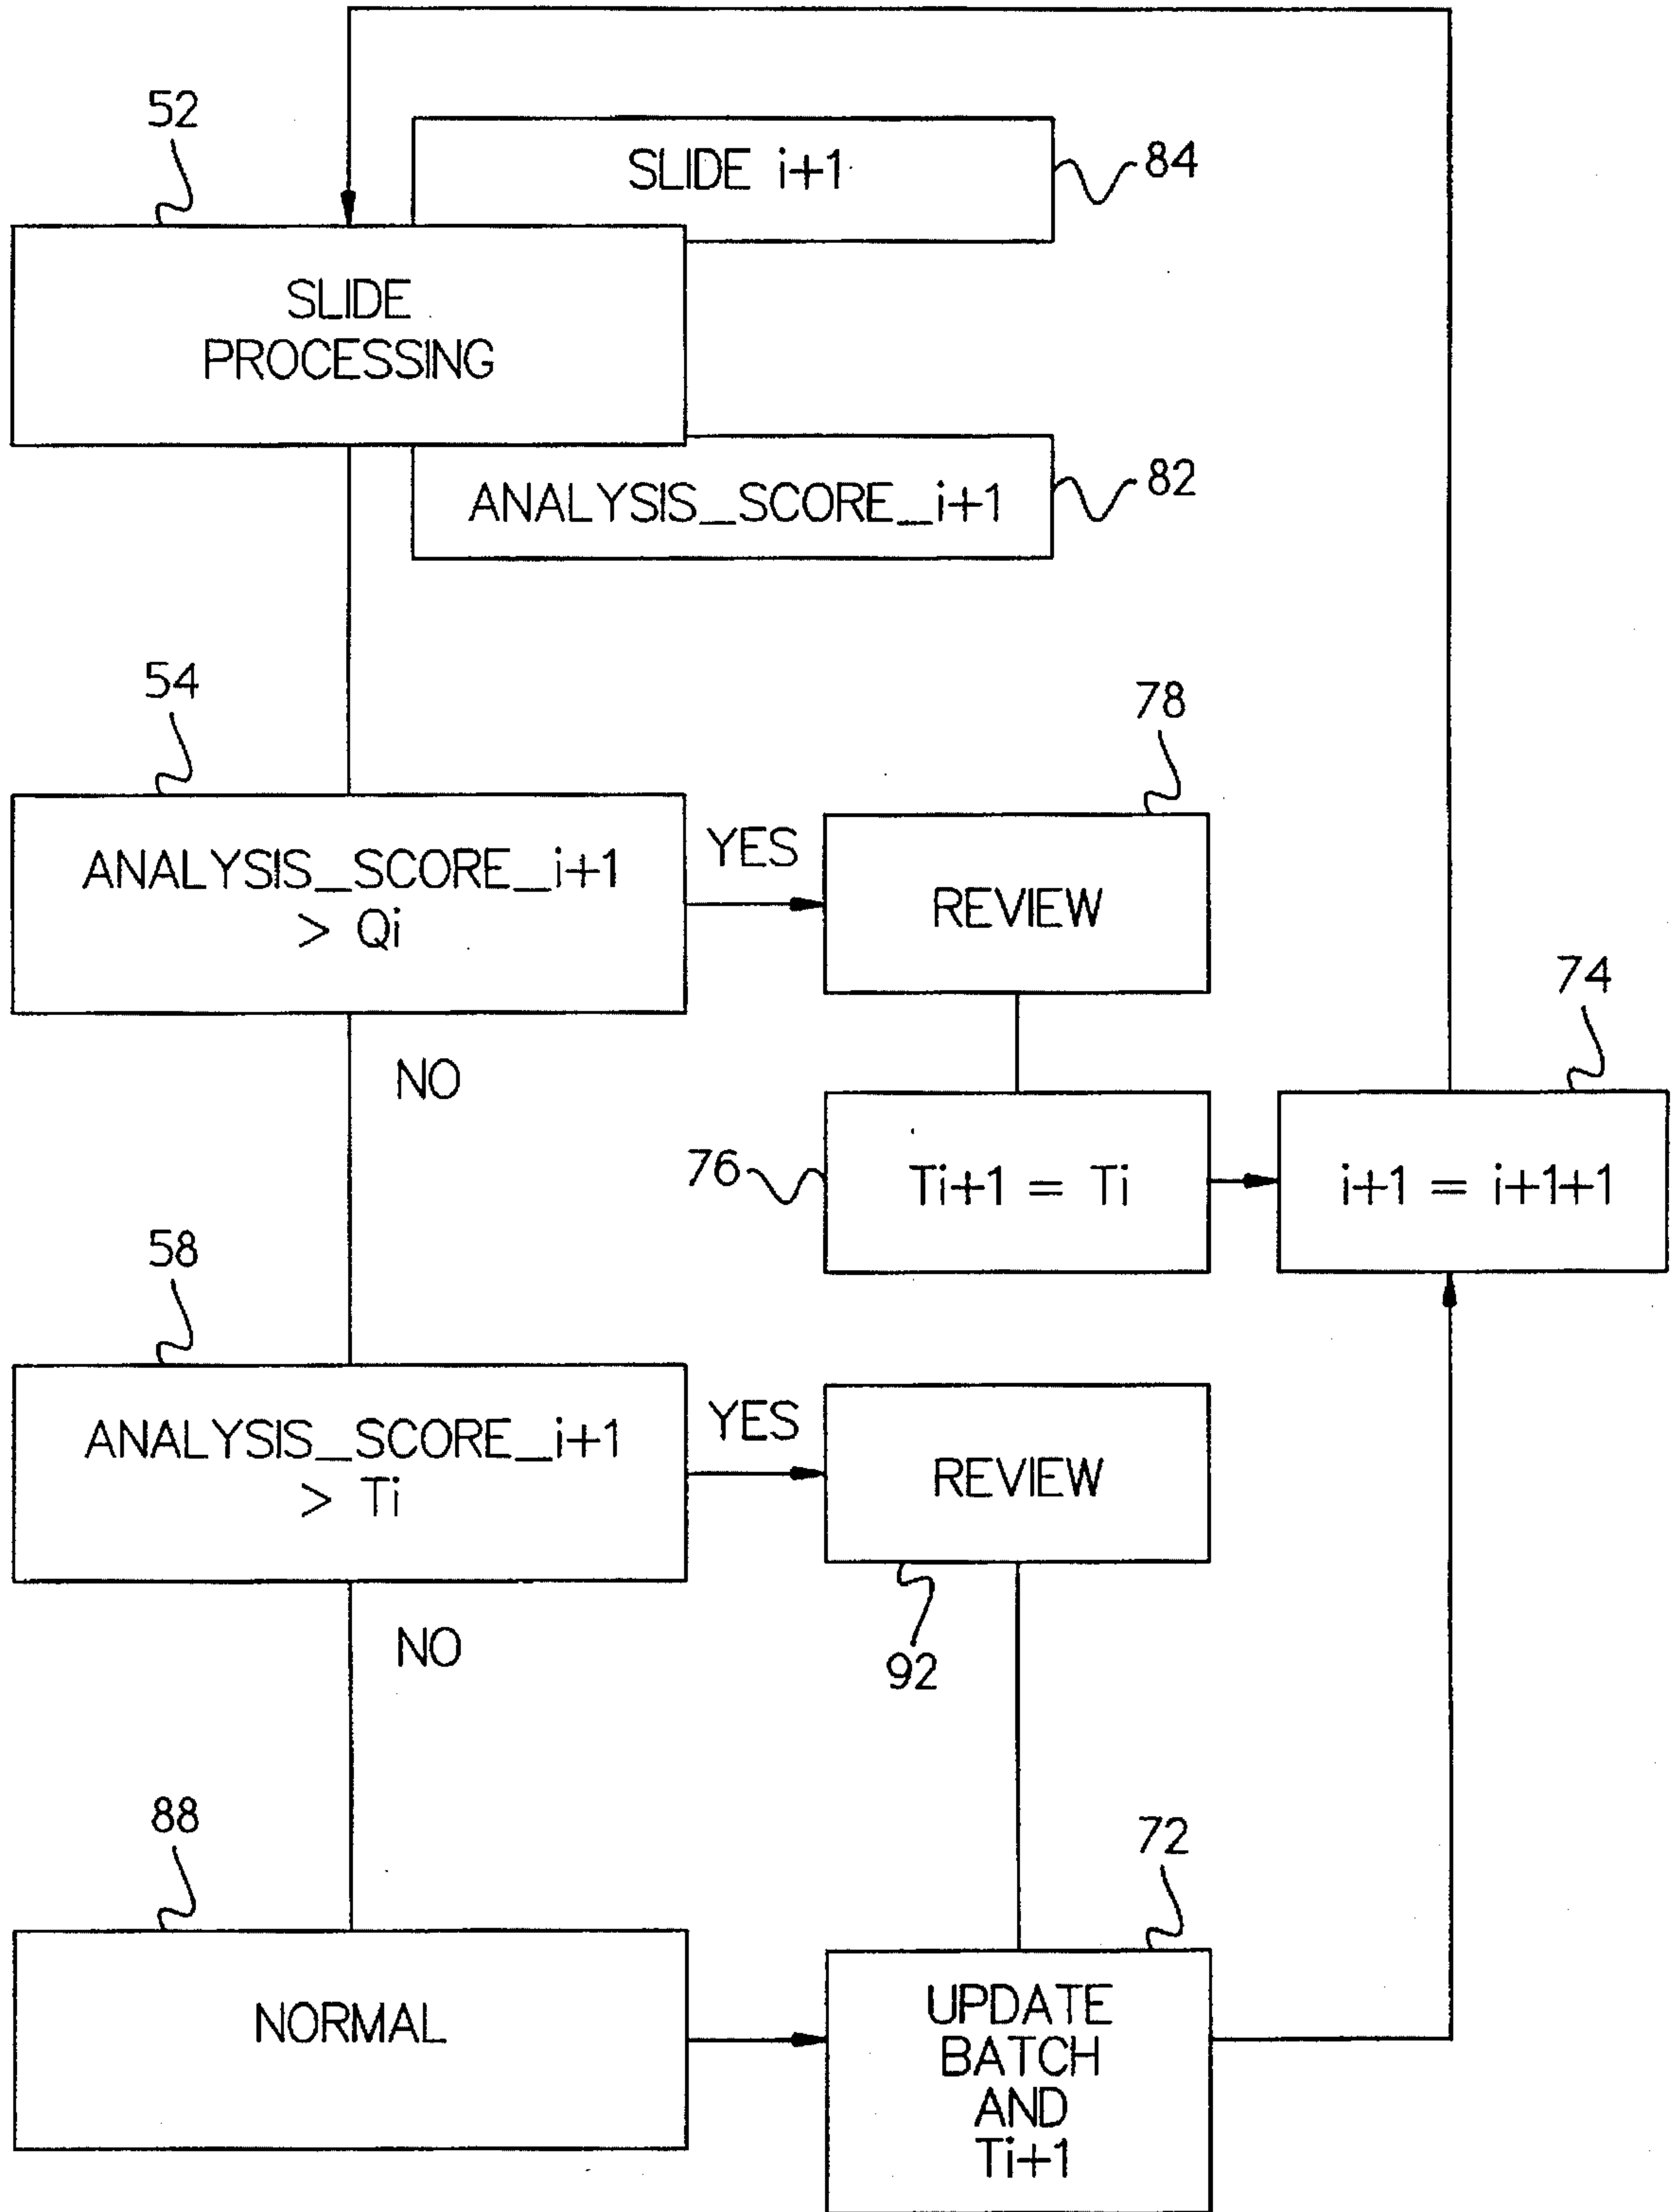 52
SLIDE i+1
84
SLIDE
PROCESSING
ANALYSIS_SCORE_i+1
82
54
78
ANALYSIS_SCORE_i+1
> Qi
YES
REVIEW
NO
74
76
Ti+1 = Ti
i+1 = i+1+1
58
ANALYSIS_SCORE_i+1
> Ti
YES
REVIEW
NO
92
88
72
NORMAL
UPDATE
BATCH
AND
Ti+1